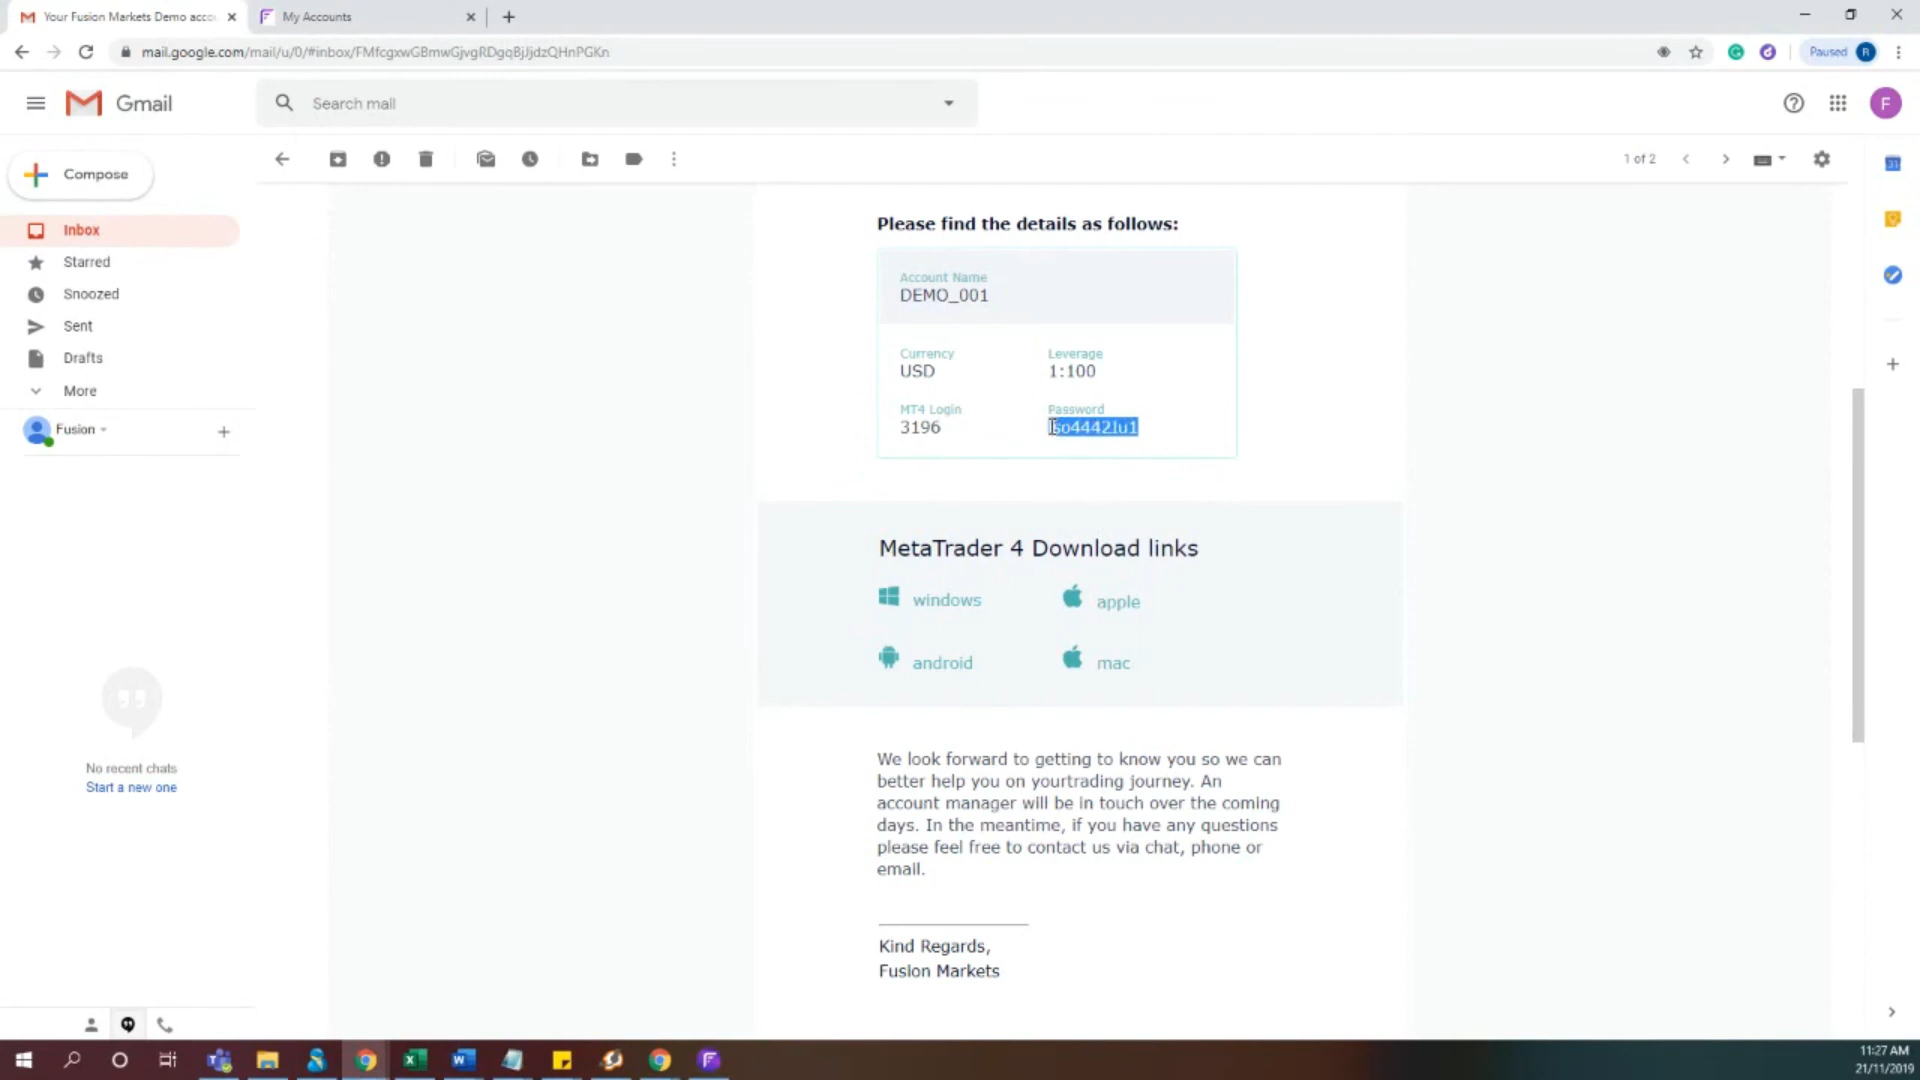 Your Fusion Markets Demo acco
My Accounts
mail.google.com/mail/u/0/#inbox/FMfcgxwGBmwGjvgRDgqBjJjdzQHnPGKn
Paused
R
Gmail
Search mail
F
Compose
1 of 2
31
Inbox
Starred
Snoozed
Sent
Drafts
More
Fusion
No recent chats
Start a new one
Please find the details as follows:
Account Name
DEMO_001
Currency
USD
Leverage
1:100
MT4 Login
3196
Password
MetaTrader 4 Download links
windows
apple
android
mac
We look forward to getting to know you so we can
better help you on yourtrading journey. An
account manager will be in touch over the coming
days. In the meantime, if you have any questions
please feel free to contact us via chat, phone or
email.
Kind Regards,
Fusion Markets
11:27 AM
21/11/2019